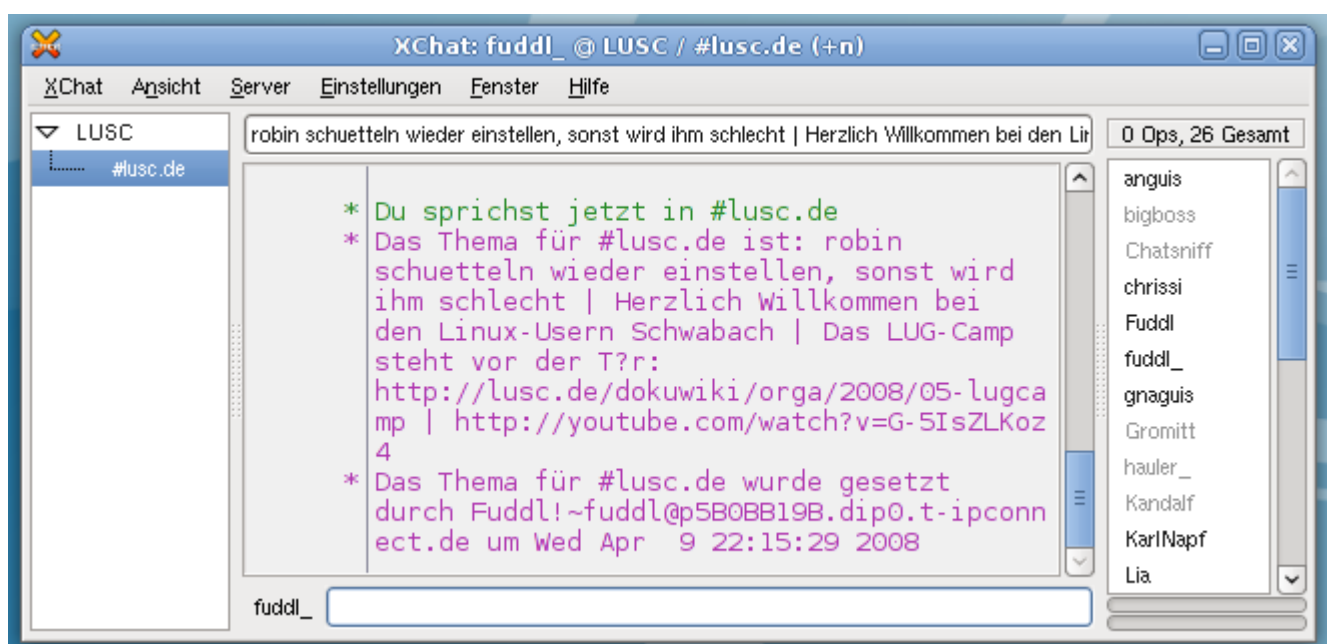 XChat: fuddl_ @ LUSC / #lusc.de (+n)
XChat Ansicht Server Einstellungen Fenster Hilfe
LUSC
#lusc.de
robin schuetteln wieder einstellen, sonst wird ihm schlecht | Herzlich Willkommen bei den Lin
* Du sprichst jetzt in #lusc.de
* Das Thema für #lusc.de ist: robin
schuetteln wieder einstellen, sonst wird
ihm schlecht | Herzlich Willkommen bei
den Linux-Usern Schwabach | Das LUG-Camp
steht vor der T?r:
http://lusc.de/dokuwiki/orga/2008/05-lugca
mp | http://youtube.com/watch?v=G-5IsZLKoz
4
* Das Thema für #lusc.de wurde gesetzt
durch Fuddl!~fuddl@p5B0BB19B.dip0.t-ipconn
ect.de um Wed Apr  9 22:15:29 2008
fuddl_
0 Ops, 26 Gesamt
anguis
bigboss
Chatsniff
chrissi
Fuddl
fuddl_
gnaguis
Gromitt
hauler_
Kandalf
KarlNapf
Lia